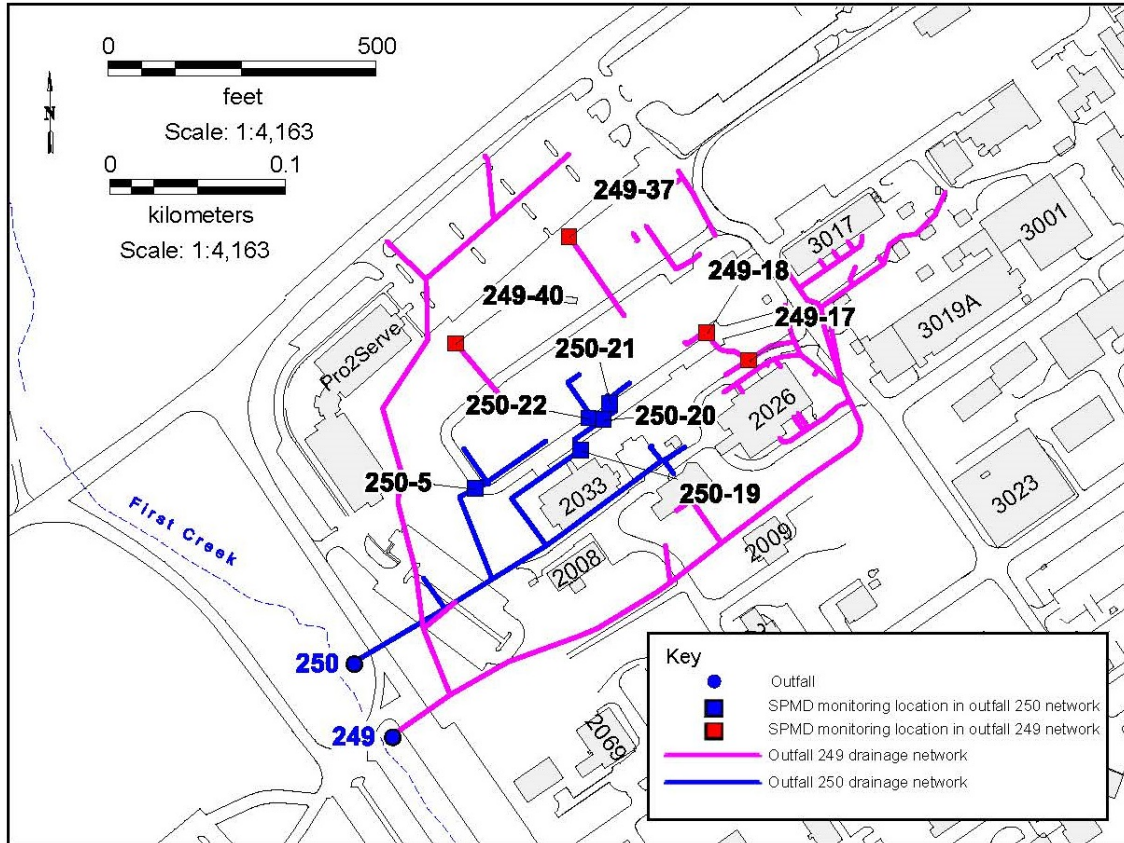 0 500
feet
N
Scale: 1:4,163
0 0.1
kilometers
Scale: 1:4,163
249-37
3017
3001
249-18
249-40
249-17
3019A
250-21
Pro2Serve
250-22
250-20
2026
250-5
2033
250-19
3023
First Creek
2008
2009
250
249
2069
Key
Outfall
SPMD monitoring location in outfall 250 network
SPMD monitoring location in outfall 249 network
Outfall 249 drainage network
Outfall 250 drainage network